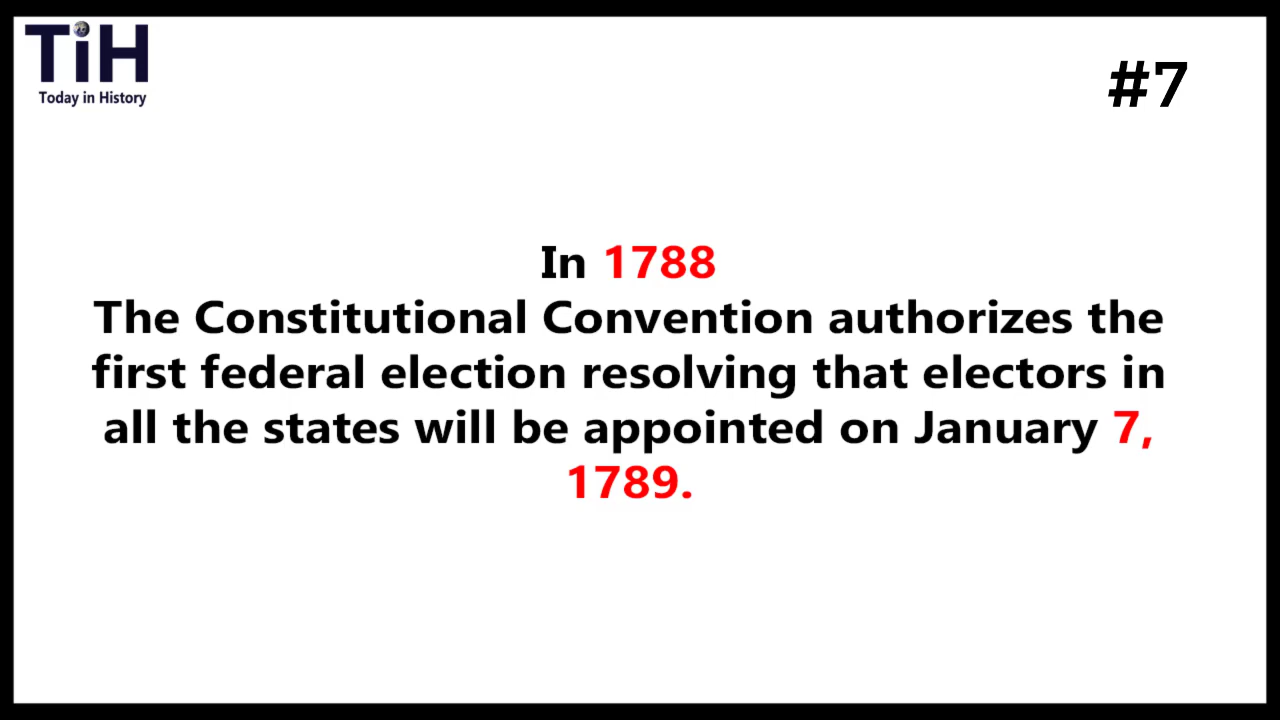 TiH
Today in History
#7
In 1788
The Constitutional Convention authorizes the
first federal election resolving that electors in
all the states will be appointed on January 7,
1789.